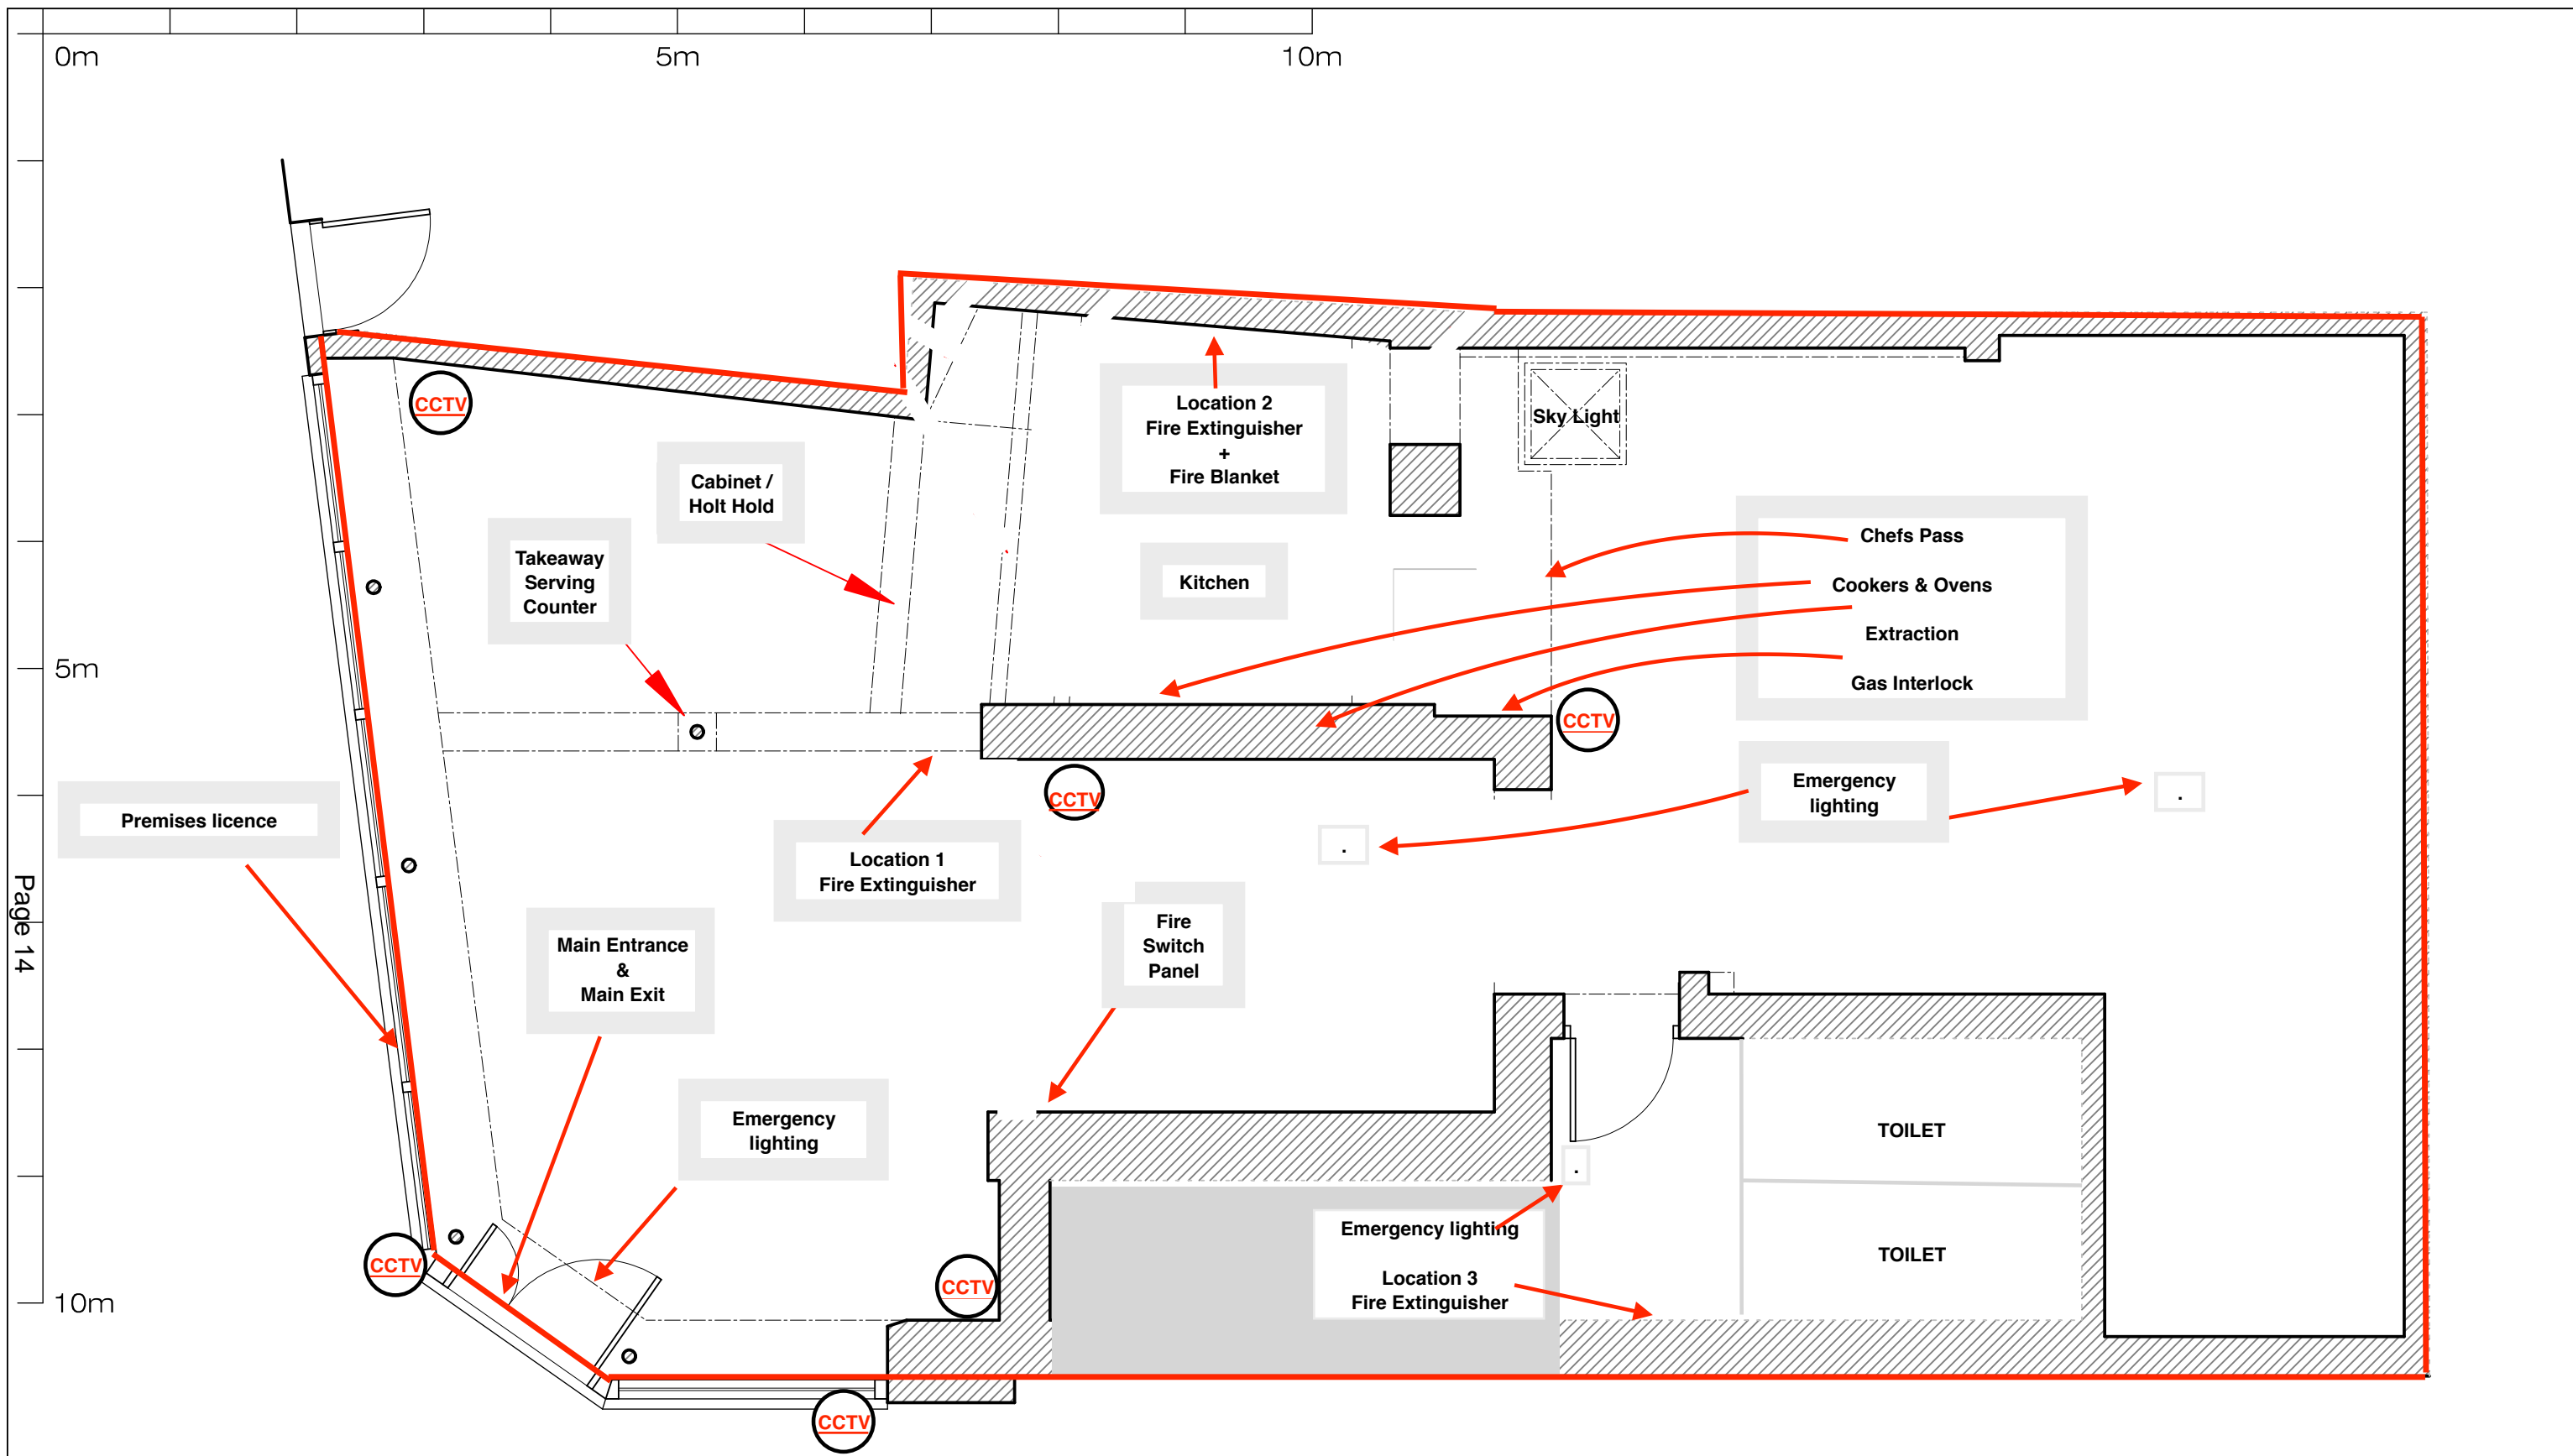 0m
5m
10m
CCTV
Location 2
Fire Extinguisher
+
Fire Blanket
Sky Light
Cabinet /
Holt Hold
Takeaway
Serving
Counter
Kitchen
Chefs Pass
Cookers & Ovens
Extraction
Gas Interlock
5m
CCTV
CCTV
Premises licence
Location 1
Fire Extinguisher
Emergency
lighting
.
.
Page 14
Main Entrance
&
Main Exit
Fire
Switch
Panel
Emergency
lighting
TOILET
.
Emergency lighting
Location 3
Fire Extinguisher
TOILET
CCTV
CCTV
10m
CCTV